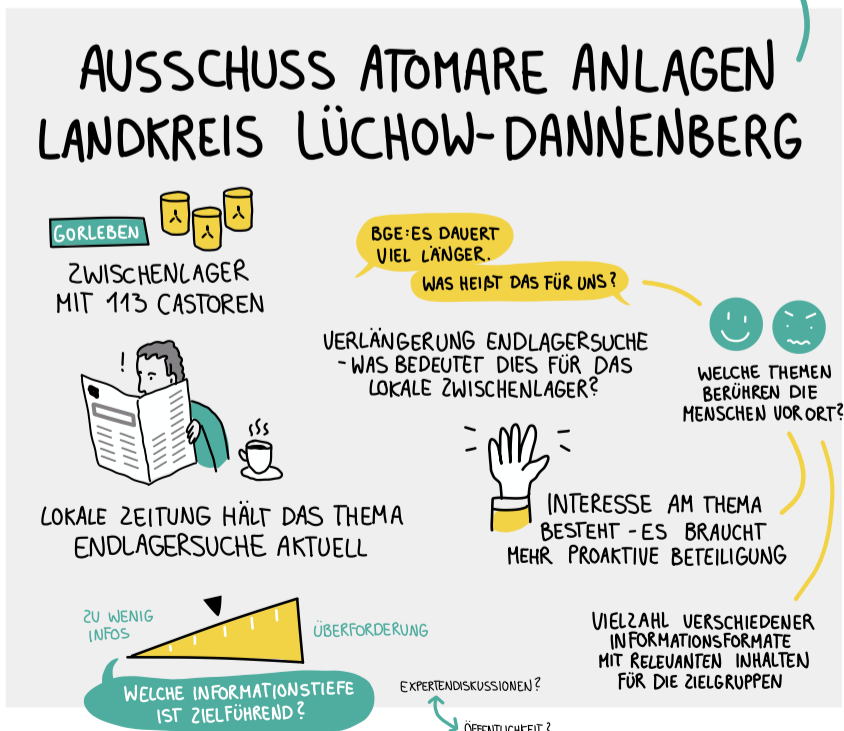 AUSSCHUSS ATOMARE ANLAGEN
LANDKREIS LÜCHOW-DANNENBERG
GORLEBEN
ZWISCHENLAGER
MIT 113 CASTOREN
BGE: ES DAUERT
VIEL LÄNGER.
WAS HEIßT DAS FÜR UNS?
VERLÄNGERUNG ENDLAGERSUCHE
- WAS BEDEUTET DIES FÜR DAS
LOKALE ZWISCHENLAGER?
WELCHE THEMEN
BERÜHREN DIE
MENSCHEN VOR ORT?
!
LOKALE ZEITUNG HÄLT DAS THEMA
ENDLAGERSUCHE AKTUELL
INTERESSE AM THEMA
BESTEHT - ES BRAUCHT
MEHR PROAKTIVE BETEILIGUNG
ZU WENIG
INFOS
ÜBERFORDERUNG
WELCHE INFORMATIONSTIEFE
IST ZIELFÜHREND?
VIELZAHL VERSCHIEDENER
INFORMATIONSFORMATE
MIT RELEVANTEN INHALTEN
FÜR DIE ZIELGRUPPEN
EXPERTENDISKUSSIONEN?
ÖFFENTLICHKEIT?